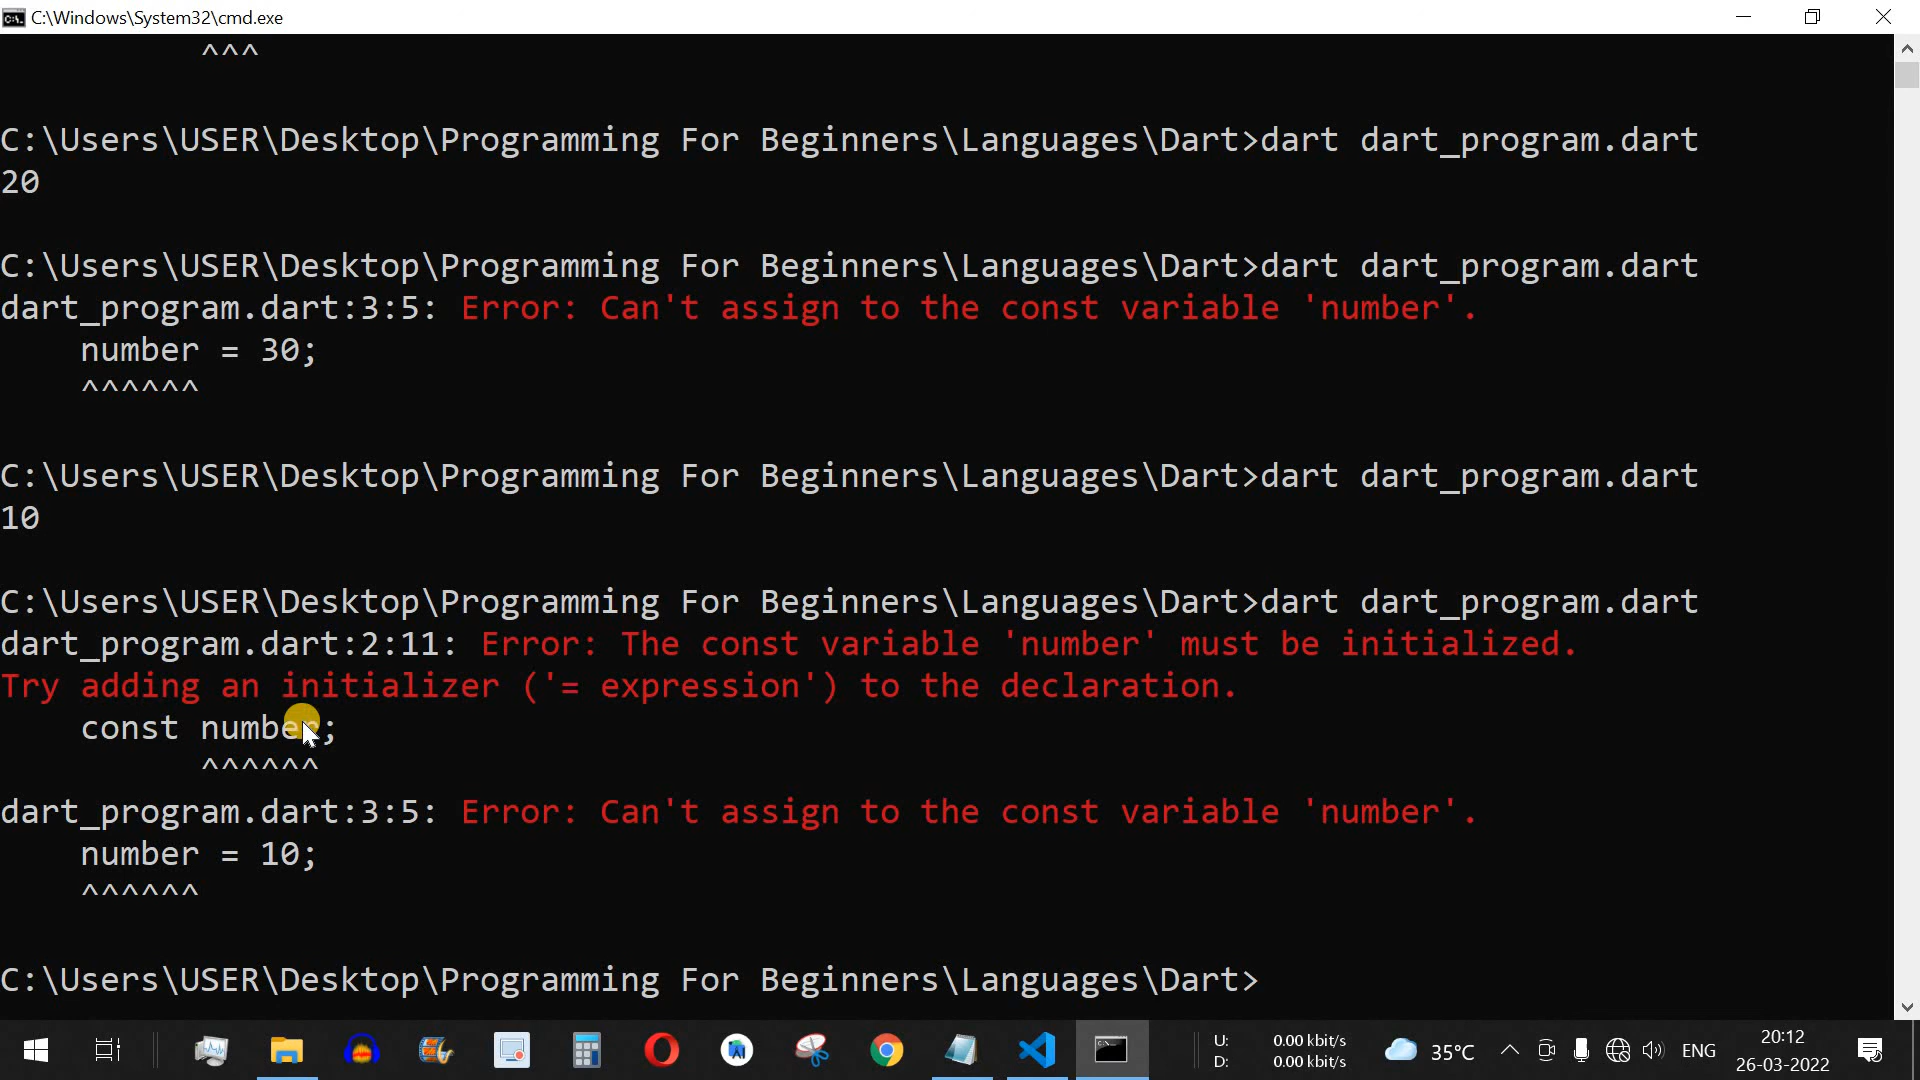 C:\Windows\System32\cmd.exe
^^^
C:\Users\USER\Desktop\Programming For Beginners\Languages\Dart>dart dart_program.dart
20
C:\Users\USER\Desktop\Programming For Beginners\Languages\Dart>dart dart_program.dart
dart_program.dart:3:5: Error: Can't assign to the const variable 'number'.
number = 30;
^^^^^^
C:\Users\USER\Desktop\Programming For Beginners\Languages\Dart>dart dart_program.dart
10
C:\Users\USER\Desktop\Programming For Beginners\Languages\Dart>dart dart_program.dart
dart_program.dart:2:11: Error: The const variable 'number' must be initialized.
Try adding an initializer ('= expression') to the declaration.
const number;
^^^^^^
dart_program.dart:3:5: Error: Can't assign to the const variable 'number'.
number = 10;
^^^^^^
C:\Users\USER\Desktop\Programming For Beginners\Languages\Dart>
U: 0.00 kbit/s
D: 0.00 kbit/s
35°C
ENG
20:12
26-03-2022